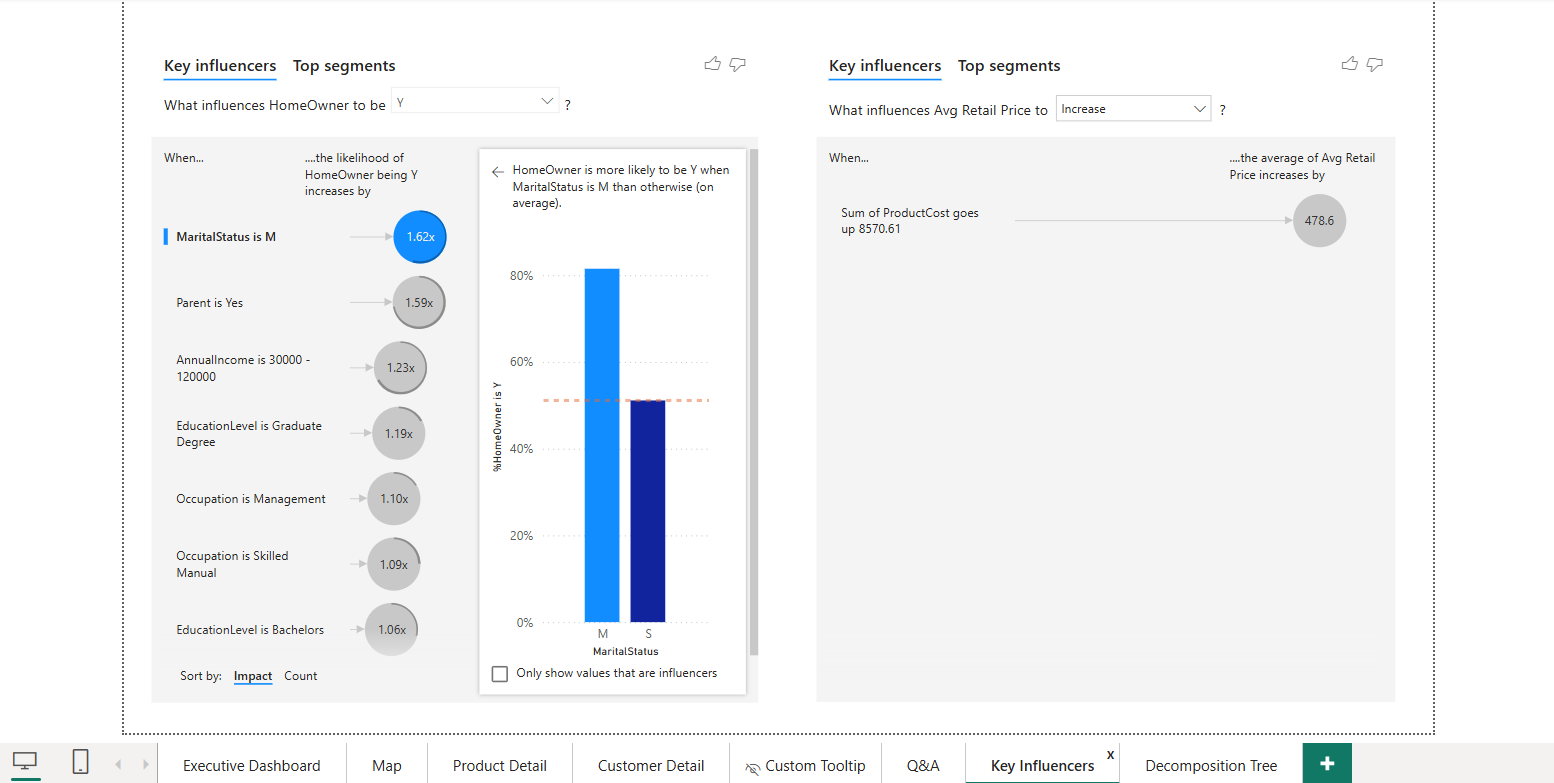 Key influencers Top segments
What influences HomeOwner to be Y ?
When...
....the likelihood of
HomeOwner being Y
increases by
MaritalStatus is M 1.62x
Parent is Yes 1.59x
AnnualIncome is 30000 -
120000
1.23x
EducationLevel is Graduate
Degree
1.19x
Occupation is Management 1.10x
Occupation is Skilled
Manual
1.09x
EducationLevel is Bachelors 1.06x
Sort by: Impact Count
HomeOwner is more likely to be Y when
MaritalStatus is M than otherwise (on
average).
80%
60%
40%
20%
0%
%HomeOwner is Y
M S
MaritalStatus
Only show values that are influencers
Key influencers Top segments
What influences Avg Retail Price to Increase ?
When...
....the average of Avg Retail
Price increases by
Sum of ProductCost goes
up 8570.61
478.6
Executive Dashboard Map Product Detail Customer Detail Custom Tooltip Q&A Key Influencers x Decomposition Tree +